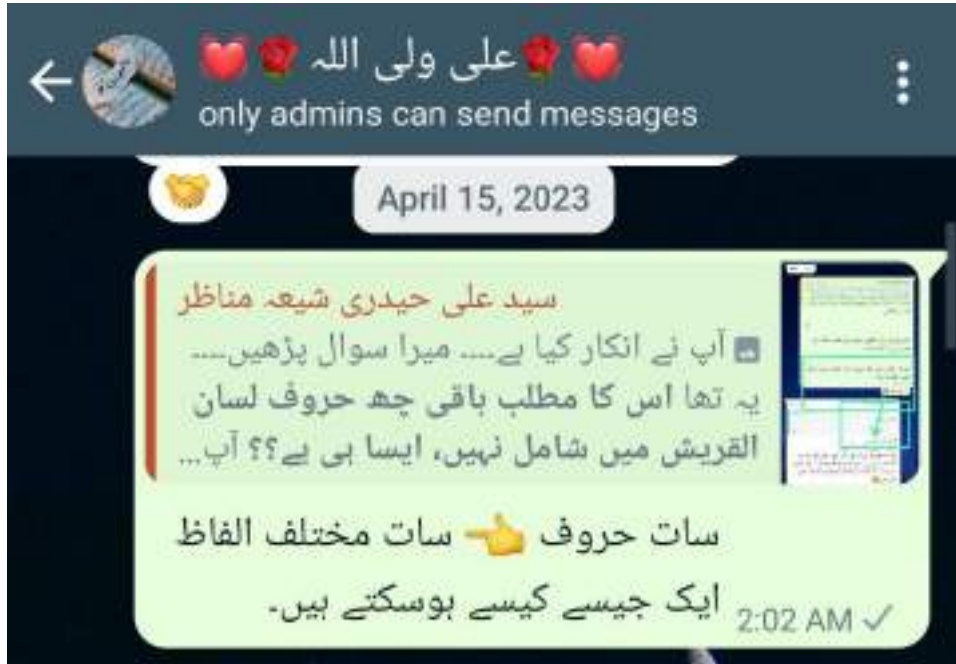 💓🌹علی ولی اللہ🌹💓
only admins can send messages
April 15, 2023
سید علی حیدری شیعہ مناظر
آپ نے انکار کیا ہے.... میرا سوال پڑھیں....
یہ تھا اس کا مطلب باقی چھ حروف لسان
القریش میں شامل نہیں، ایسا ہی ہے؟؟ آپ...
سات حروف 👈 سات مختلف الفاظ
ایک جیسے کیسے ہوسکتے ہیں۔
2:02 AM